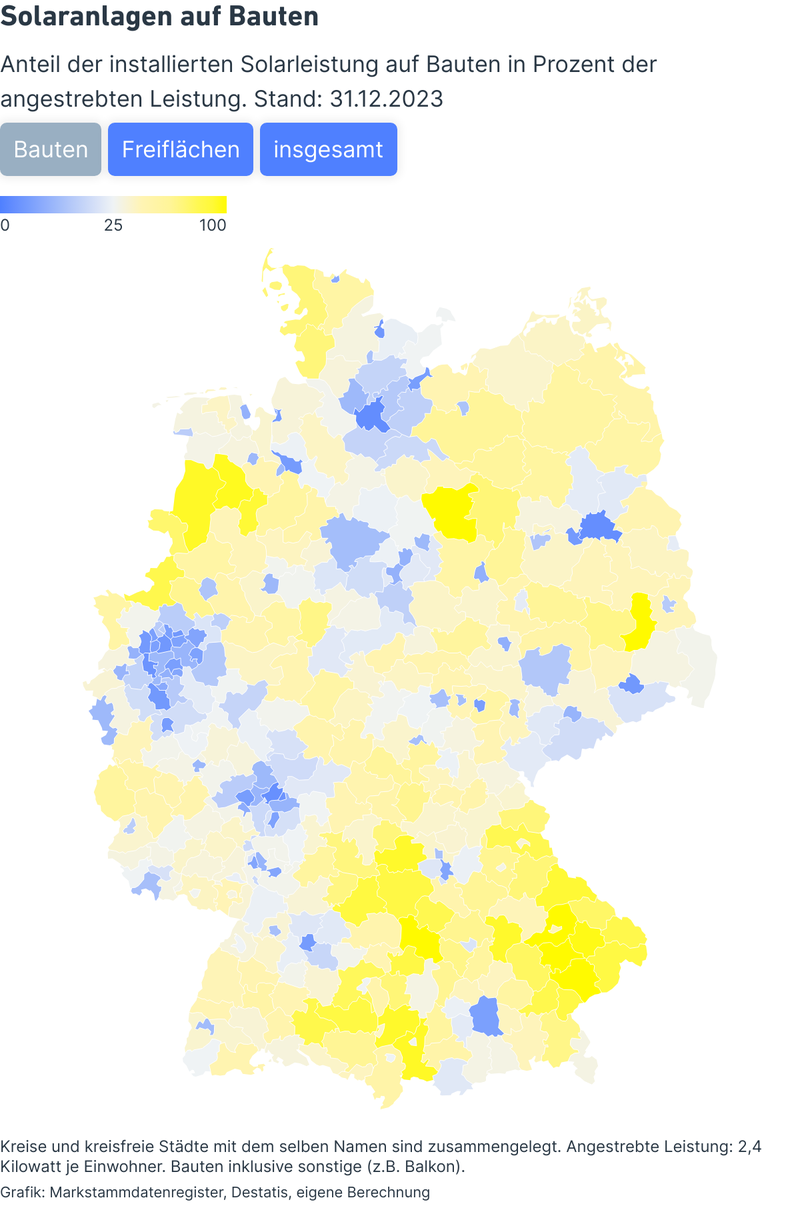 Solaranlagen auf Bauten
Anteil der installierten Solarleistung auf Bauten in Prozent der
angestrebten Leistung. Stand: 31.12.2023
Bauten Freiflächen insgesamt
0 25 100
Kreise und kreisfreie Städte mit dem selben Namen sind zusammengelegt. Angestrebte Leistung: 2,4
Kilowatt je Einwohner. Bauten inklusive sonstige (z.B. Balkon).
Grafik: Markstammdatenregister, Destatis, eigene Berechnung